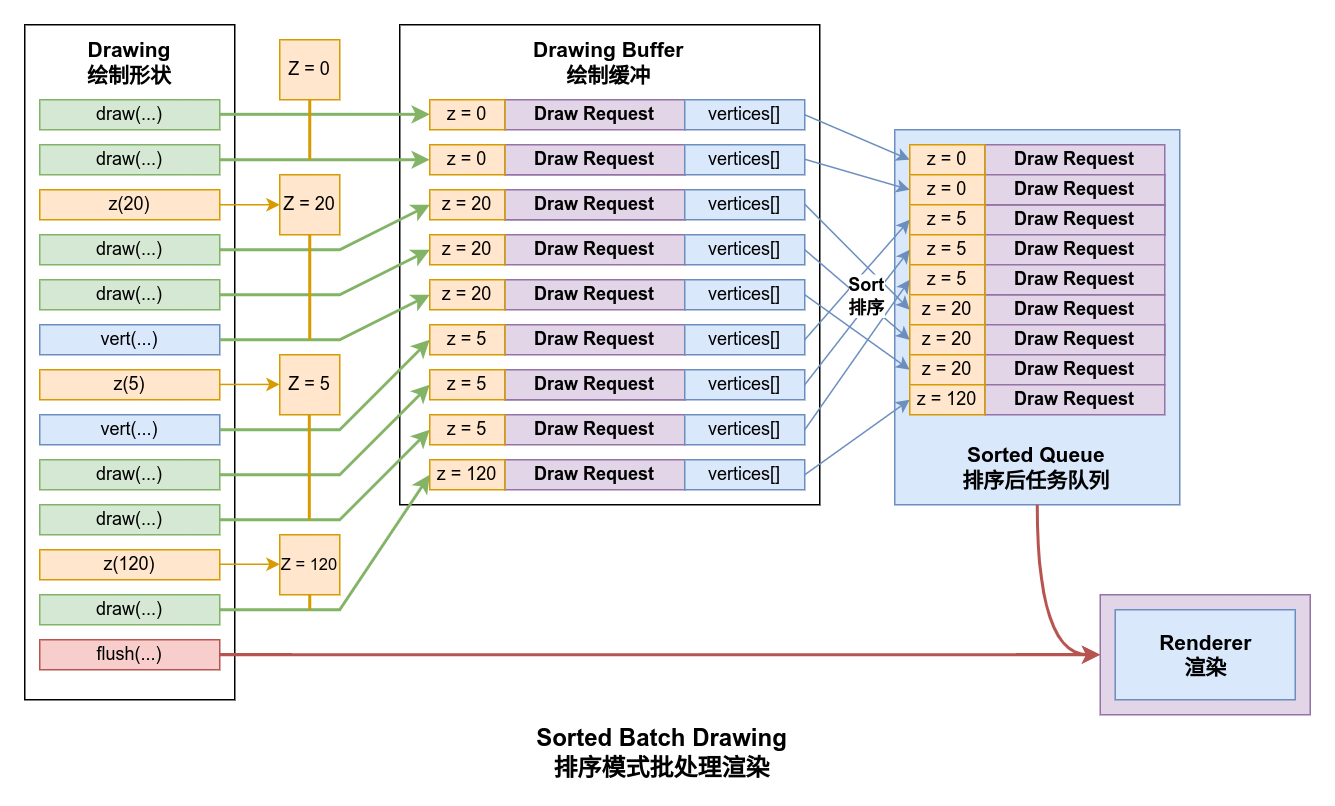 Drawing
绘制形状
draw(...)
draw(...)
z(20)
draw(...)
draw(...)
vert(...)
z(5)
vert(...)
draw(...)
draw(...)
z(120)
draw(...)
flush(...)
Z = 0
Z = 20
Z = 5
Z = 120
Drawing Buffer
绘制缓冲
z = 0 Draw Request vertices[]
z = 0 Draw Request vertices[]
z = 20 Draw Request vertices[]
z = 20 Draw Request vertices[]
z = 20 Draw Request vertices[]
z = 5 Draw Request vertices[]
z = 5 Draw Request vertices[]
z = 5 Draw Request vertices[]
z = 120 Draw Request vertices[]
Sort
排序
z = 0 Draw Request
z = 0 Draw Request
z = 5 Draw Request
z = 5 Draw Request
z = 5 Draw Request
z = 20 Draw Request
z = 20 Draw Request
z = 20 Draw Request
z = 120 Draw Request
Sorted Queue
排序后任务队列
Renderer
渲染
Sorted Batch Drawing
排序模式批处理渲染